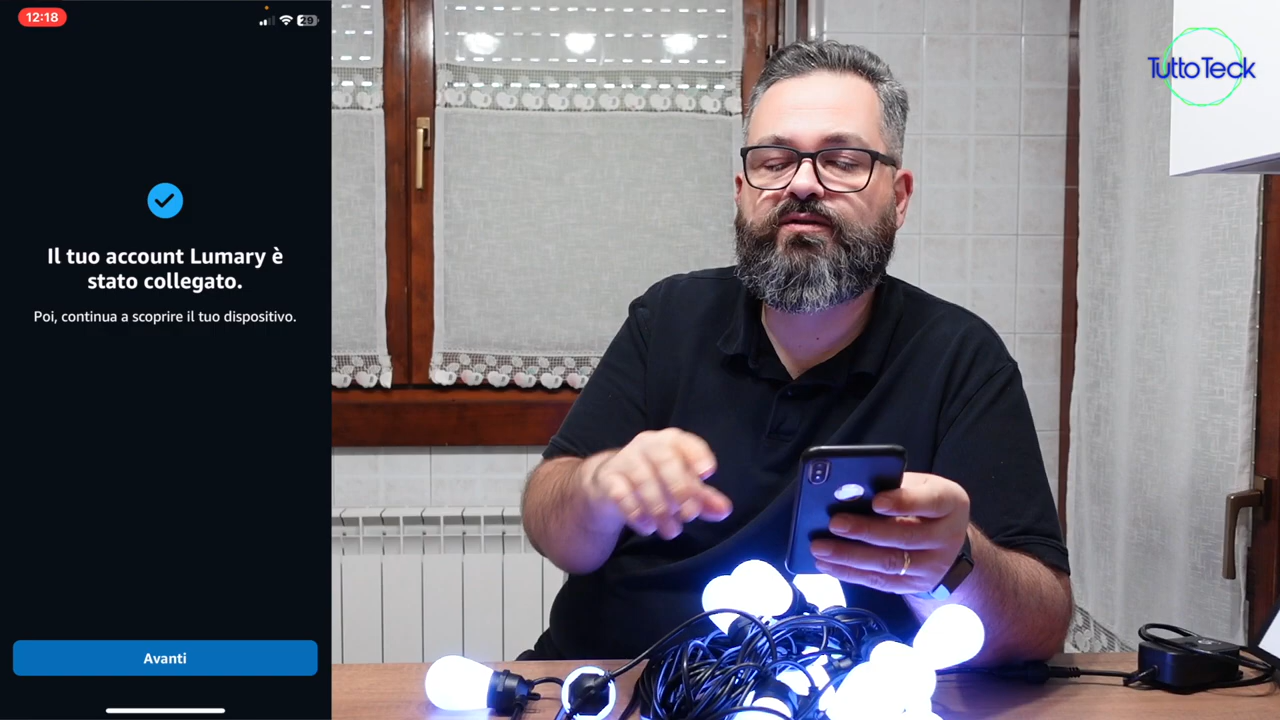 12:18
29
TuttoTeck
Il tuo account Lumary è
stato collegato.
Poi, continua a scoprire il tuo dispositivo.
Avanti